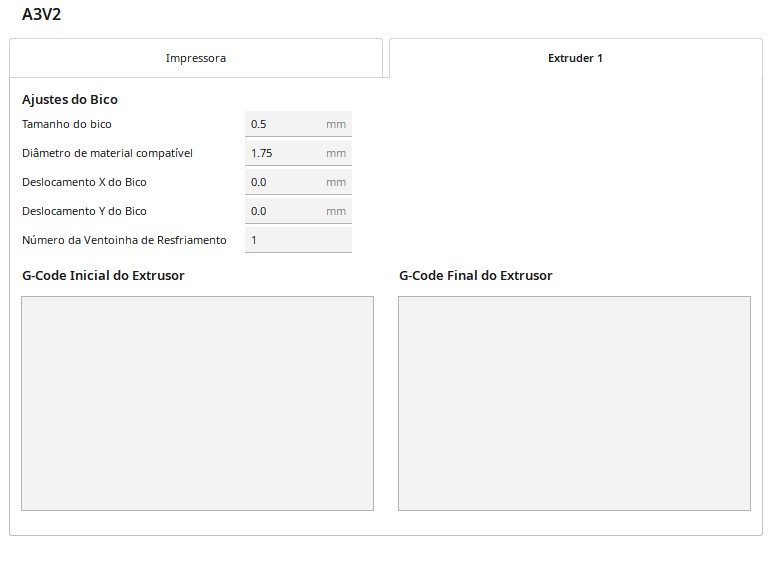 A3V2
Impressora
Extruder 1
Ajustes do Bico
Tamanho do bico 0.5 mm
Diâmetro de material compatível 1.75 mm
Deslocamento X do Bico 0.0 mm
Deslocamento Y do Bico 0.0 mm
Número da Ventoinha de Resfriamento 1
G-Code Inicial do Extrusor
G-Code Final do Extrusor